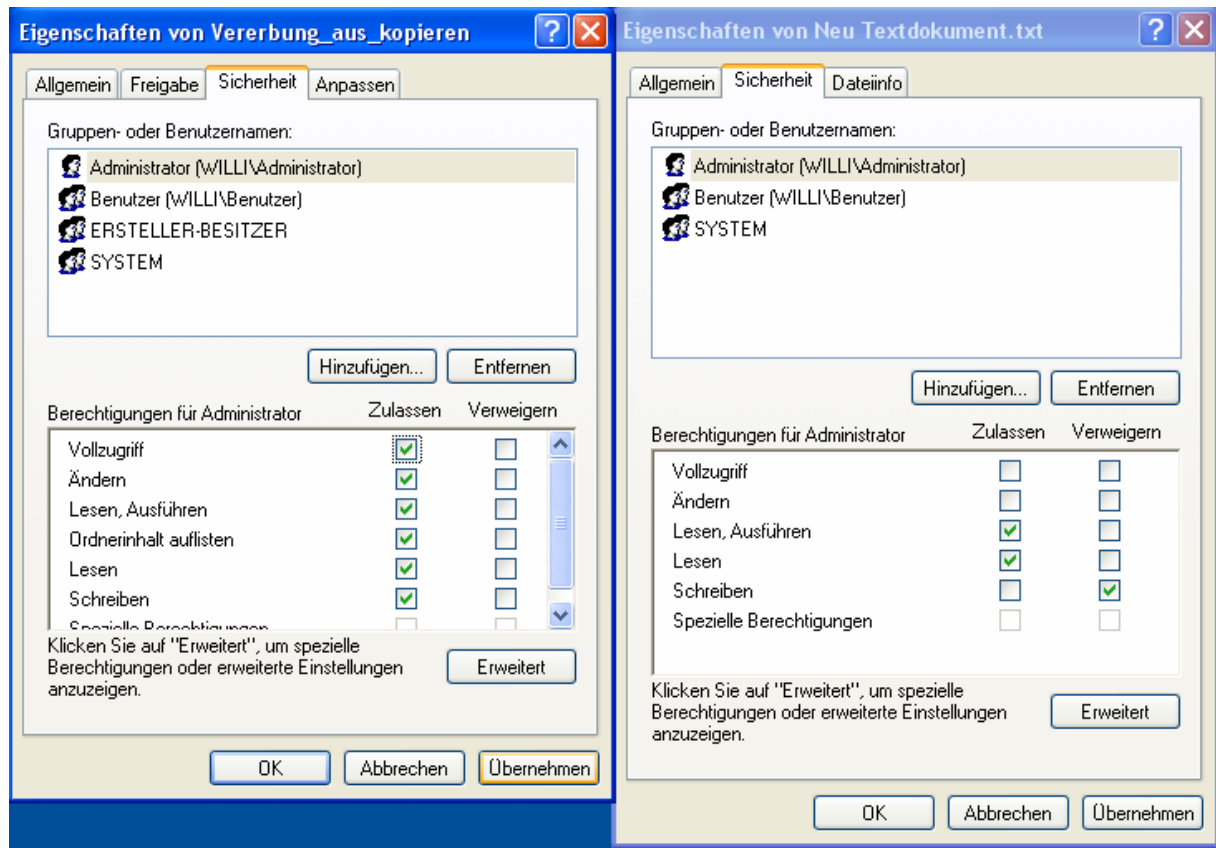 Eigenschaften von Vererbung_aus_kopieren
Allgemein Freigabe Sicherheit Anpassen
Gruppen- oder Benutzernamen:
Administrator (WILLI\Administrator)
Benutzer (WILLI\Benutzer)
ERSTELLER-BESITZER
SYSTEM
Hinzufügen... Entfernen
Berechtigungen für Administrator Zulassen Verweigern
Vollzugriff
Ändern
Lesen, Ausführen
Ordnerinhalt auflisten
Lesen
Schreiben
Spezielle Berechtigungen
Klicken Sie auf "Erweitert", um spezielle
Berechtigungen oder erweiterte Einstellungen
anzuzeigen.
Erweitert
OK Abbrechen Übernehmen
Eigenschaften von Neu Textdokument.txt
Allgemein Sicherheit Dateiinfo
Gruppen- oder Benutzernamen:
Administrator (WILLI\Administrator)
Benutzer (WILLI\Benutzer)
SYSTEM
Hinzufügen... Entfernen
Berechtigungen für Administrator Zulassen Verweigern
Vollzugriff
Ändern
Lesen, Ausführen
Lesen
Schreiben
Spezielle Berechtigungen
Klicken Sie auf "Erweitert", um spezielle
Berechtigungen oder erweiterte Einstellungen
anzuzeigen.
Erweitert
OK Abbrechen Übernehmen